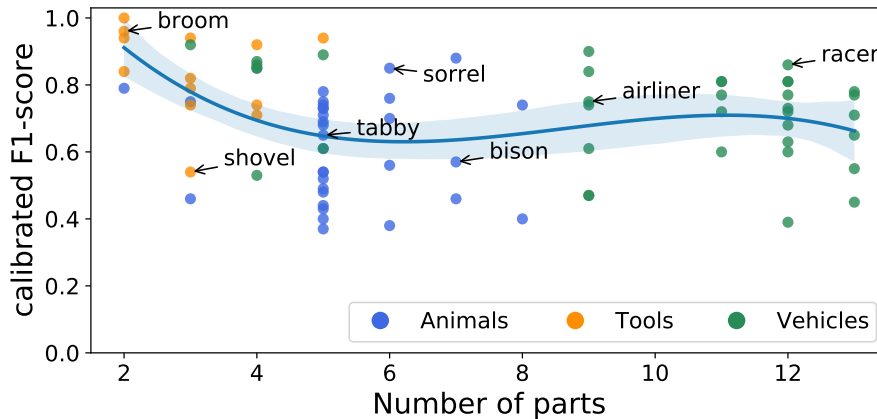 1.0
0.8
0.6
0.4
0.2
0.0
calibrated F1-score
broom
shovel
tabby
sorrel
bison
airliner
racer
Animals
Tools
Vehicles
2
4
6
8
10
12
Number of parts